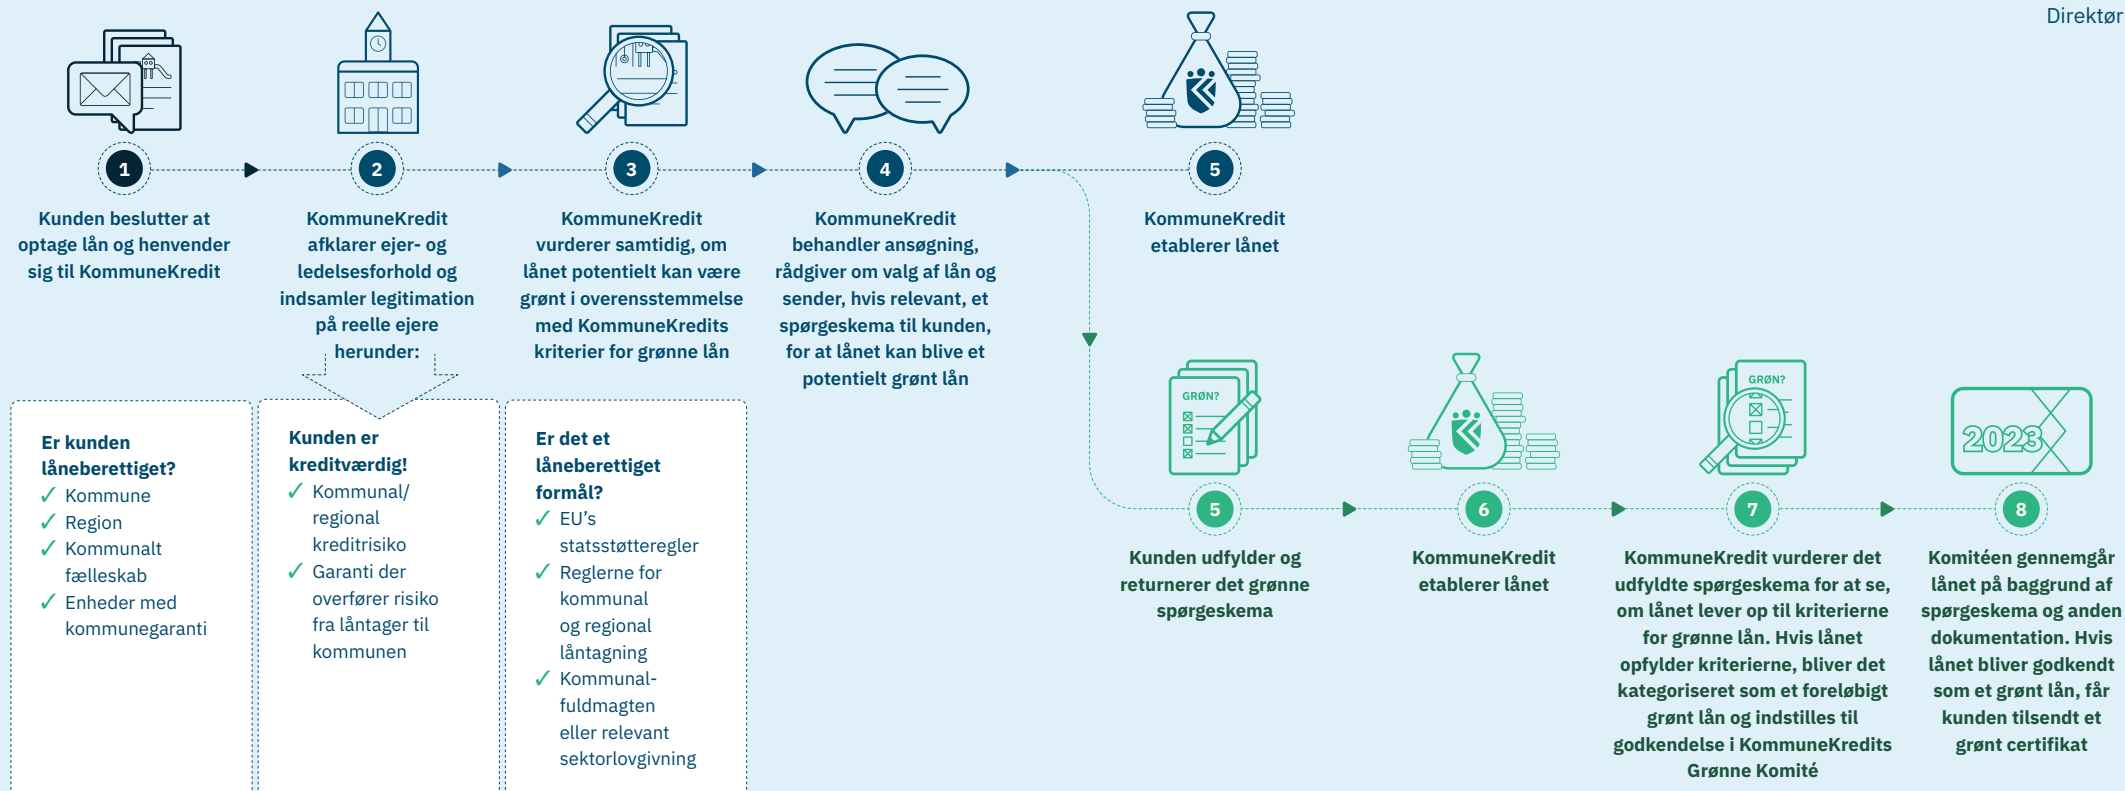 Direktør
1
Kunden beslutter at
optage lån og henvender
sig til KommuneKredit
2
KommuneKredit
afklarer ejer- og
ledelsesforhold og
indsamler legitimation
på reelle ejere
herunder:
3
KommuneKredit
vurderer samtidig, om
lånet potentielt kan være
grønt i overensstemmelse
med KommuneKredits
kriterier for grønne lån
4
KommuneKredit
behandler ansøgning,
rådgiver om valg af lån og
sender, hvis relevant, et
spørgeskema til kunden,
for at lånet kan blive et
potentielt grønt lån
5
KommuneKredit
etablerer lånet
Er kunden
låneberettiget?
✓ Kommune
✓ Region
✓ Kommunalt
fælleskab
✓ Enheder med
kommunegaranti
Kunden er
kreditværdig!
✓ Kommunal/
regional
kreditrisiko
✓ Garanti der
overfører risiko
fra låntager til
kommunen
Er det et
låneberettiget
formål?
✓ EU's
statsstøtteregler
✓ Reglerne for
kommunal
og regional
låntagning
✓ Kommunal-
fuldmagten
eller relevant
sektorlovgivning
GRØN?
5
Kunden udfylder og
returnerer det grønne
spørgeskema
6
KommuneKredit
etablerer lånet
GRØN?
7
KommuneKredit vurderer det
udfyldte spørgeskema for at se,
om lånet lever op til kriterierne
for grønne lån. Hvis lånet
opfylder kriterierne, bliver det
kategoriseret som et foreløbigt
grønt lån og indstilles til
godkendelse i KommuneKredits
Grønne Komité
2023
8
Komitéen gennemgår
lånet på baggrund af
spørgeskema og anden
dokumentation. Hvis
lånet bliver godkendt
som et grønt lån, får
kunden tilsendt et
grønt certifikat